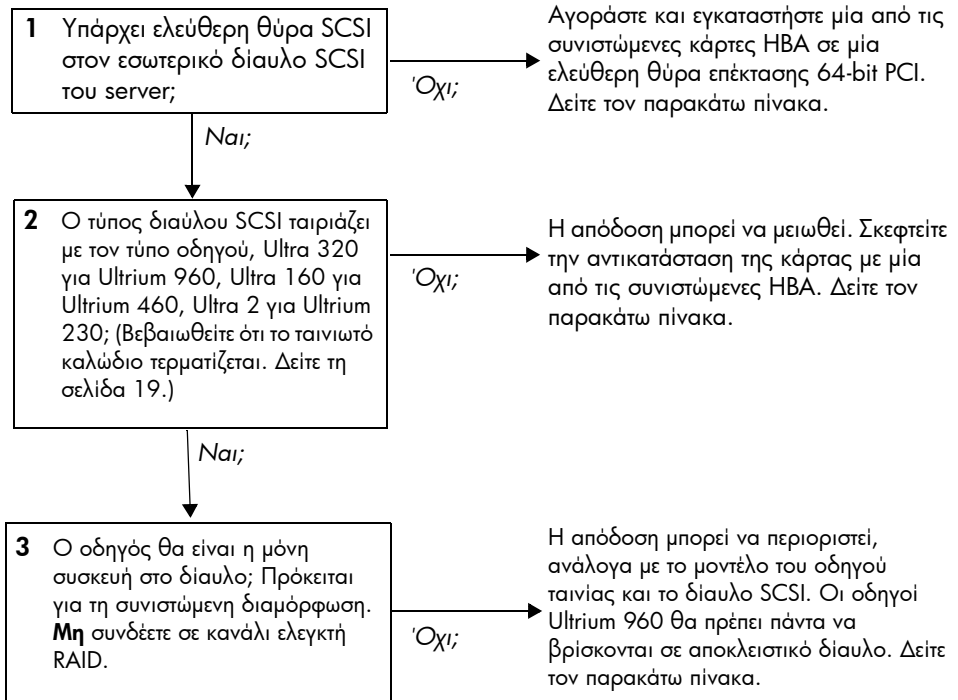 1 Υπάρχει ελεύθερη θύρα SCSI
στον εσωτερικό δίαυλο SCSI
του server;
Όχι;
Αγοράστε και εγκαταστήστε μία από τις
συνιστώμενες κάρτες HBA σε μία
ελεύθερη θύρα επέκτασης 64-bit PCI.
Δείτε τον παρακάτω πίνακα.
Ναι;
2 Ο τύπος διαύλου SCSI ταιριάζει
με τον τύπο οδηγού, Ultra 320
για Ultrium 960, Ultra 160 για
Ultrium 460, Ultra 2 για Ultrium
230; (Βεβαιωθείτε ότι το ταινιωτό
καλώδιο τερματίζεται. Δείτε τη
σελίδα 19.)
Όχι;
Η απόδοση μπορεί να μειωθεί. Σκεφτείτε
την αντικατάσταση της κάρτας με μία
από τις συνιστώμενες HBA. Δείτε τον
παρακάτω πίνακα.
Ναι;
3 Ο οδηγός θα είναι η μόνη
συσκευή στο δίαυλο; Πρόκειται
για τη συνιστώμενη διαμόρφωση.
Μη συνδέετε σε κανάλι ελεγκτή
RAID.
Όχι;
Η απόδοση μπορεί να περιοριστεί,
ανάλογα με το μοντέλο του οδηγού
ταινίας και το δίαυλο SCSI. Οι οδηγοί
Ultrium 960 θα πρέπει πάντα να
βρίσκονται σε αποκλειστικό δίαυλο. Δείτε
τον παρακάτω πίνακα.